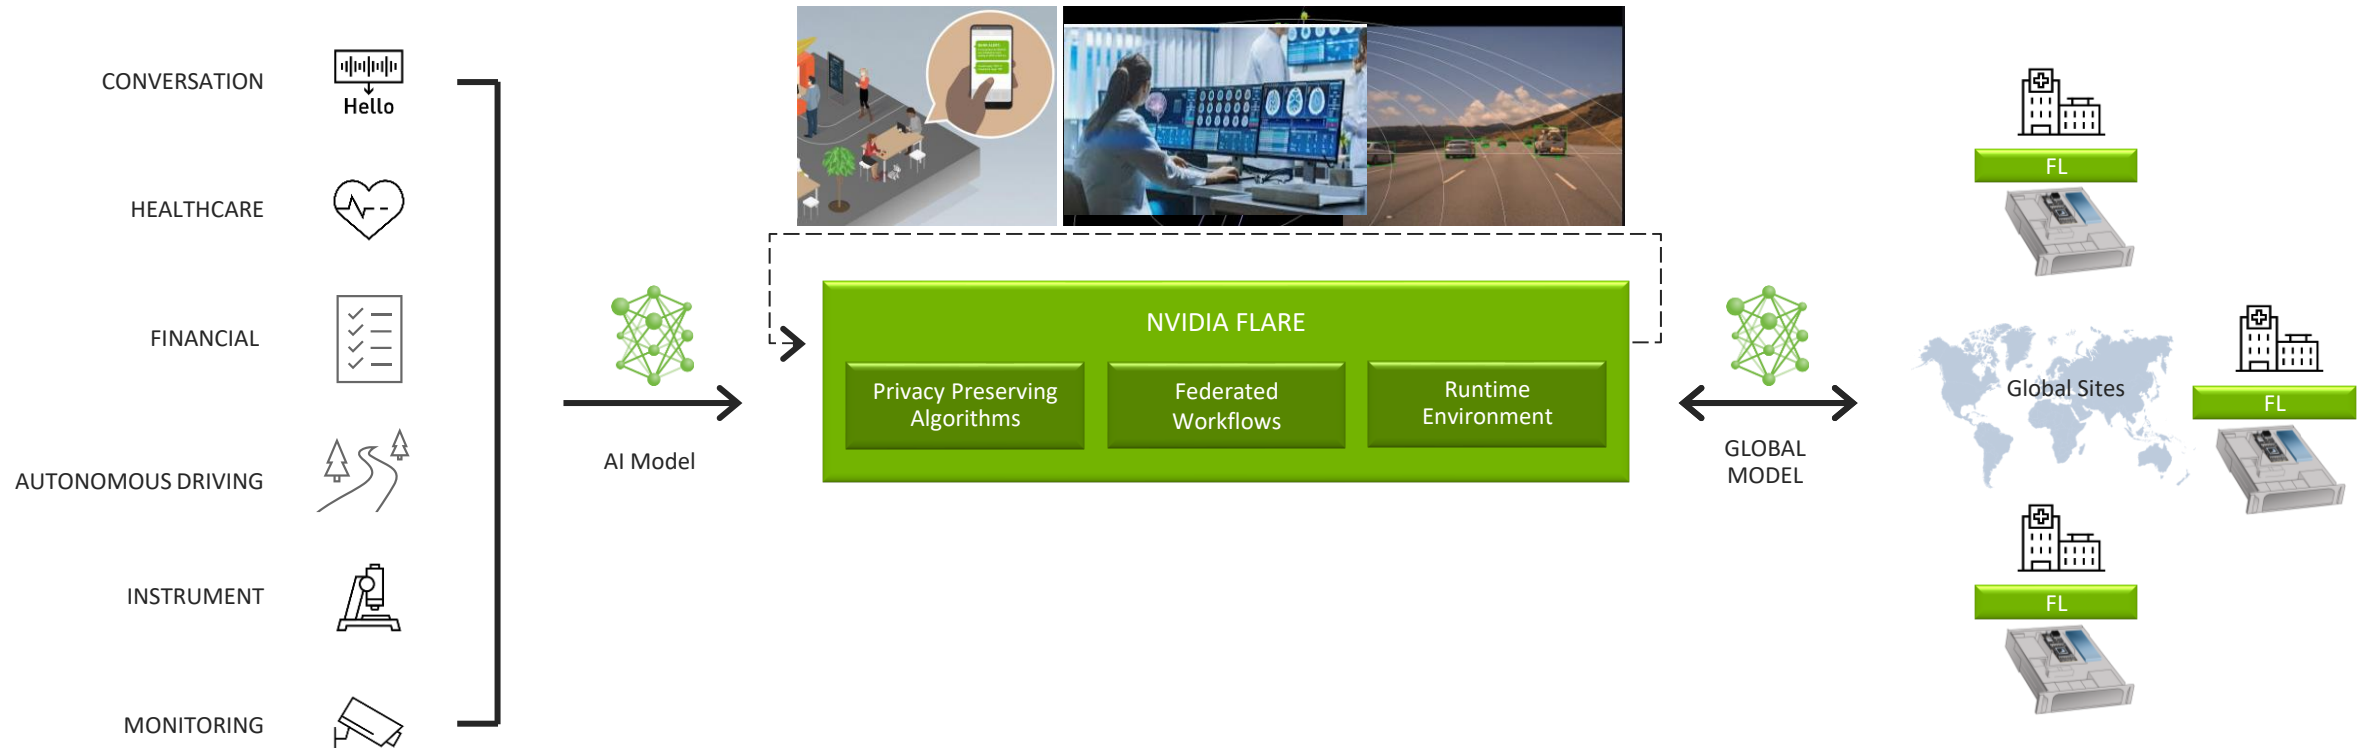 CONVERSATION
Hello
HEALTHCARE
FINANCIAL
AUTONOMOUS DRIVING
INSTRUMENT
MONITORING
AI Model
NVIDIA FLARE
Privacy Preserving
Algorithms
Federated
Workflows
Runtime
Environment
GLOBAL
MODEL
FL
Global Sites
FL
FL